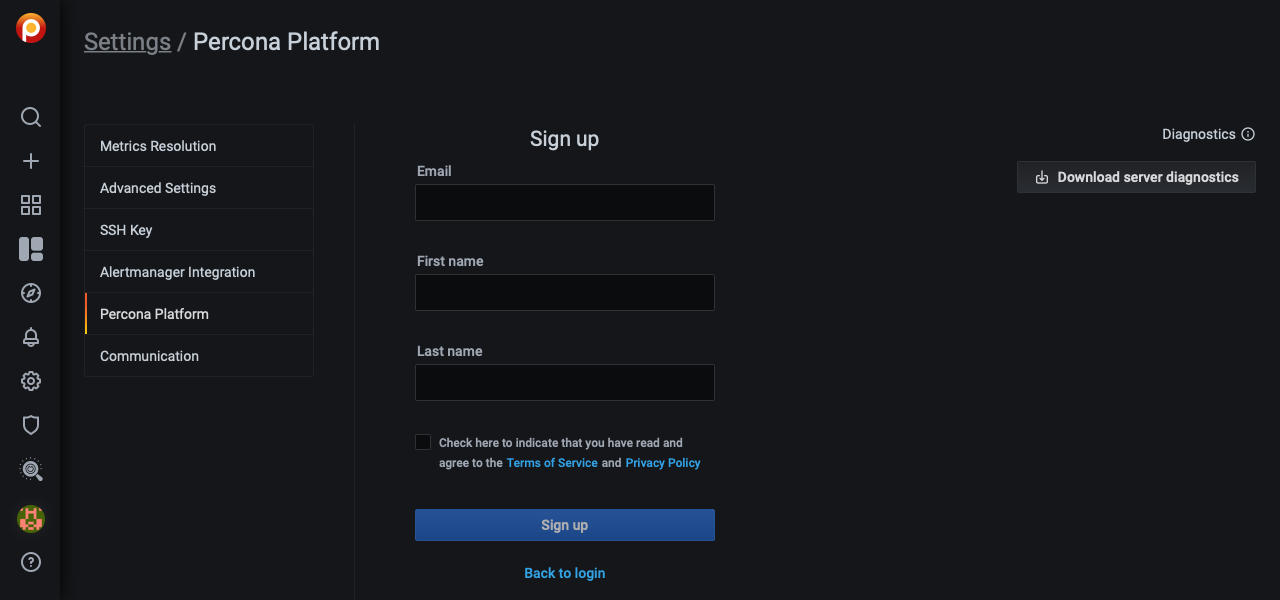 Settings / Percona Platform
Metrics Resolution
Advanced Settings
SSH Key
Alertmanager Integration
Percona Platform
Communication
Sign up
Email
First name
Last name
Check here to indicate that you have read and
agree to the Terms of Service and Privacy Policy
Sign up
Back to login
Diagnostics
Download server diagnostics